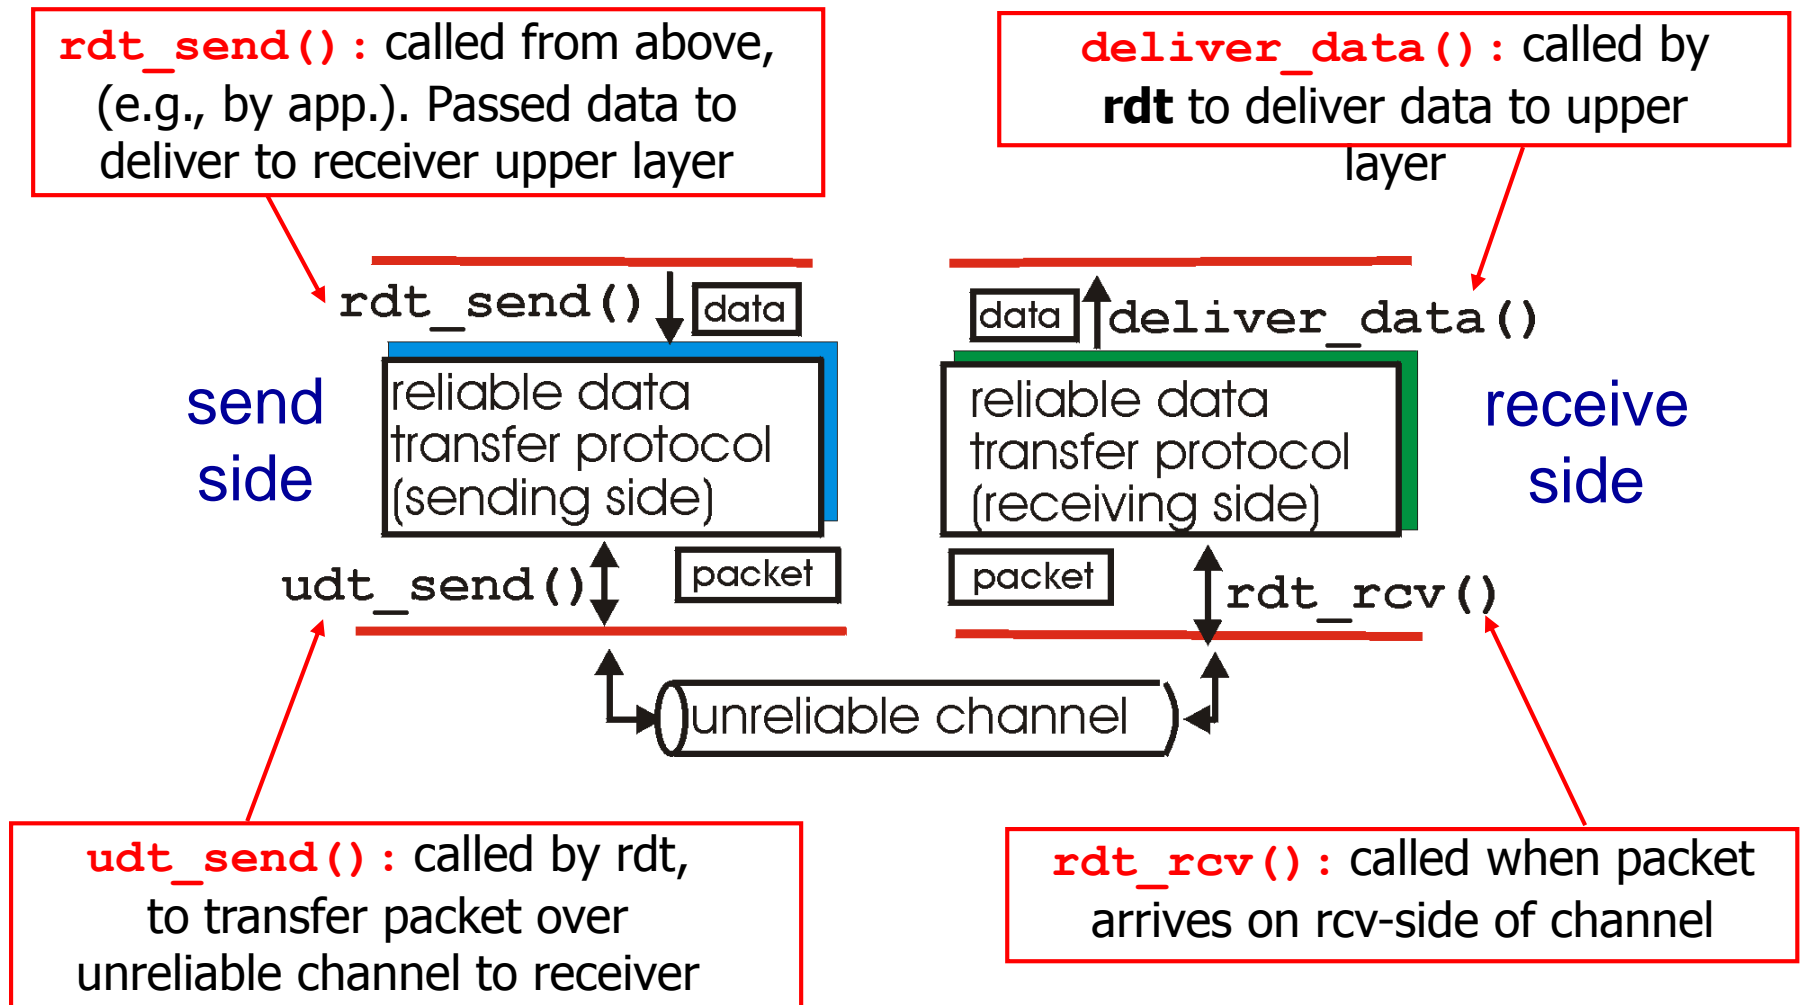 rdt_send(): called from above,
(e.g., by app.). Passed data to
deliver to receiver upper layer
deliver_data(): called by
rdt to deliver data to upper
layer
rdt_send()
data
data
deliver_data()
send
side
reliable data
transfer protocol
(sending side)
reliable data
transfer protocol
(receiving side)
receive
side
udt_send()
packet
packet
rdt_rcv()
unreliable channel
udt_send(): called by rdt,
to transfer packet over
unreliable channel to receiver
rdt_rcv(): called when packet
arrives on rcv-side of channel